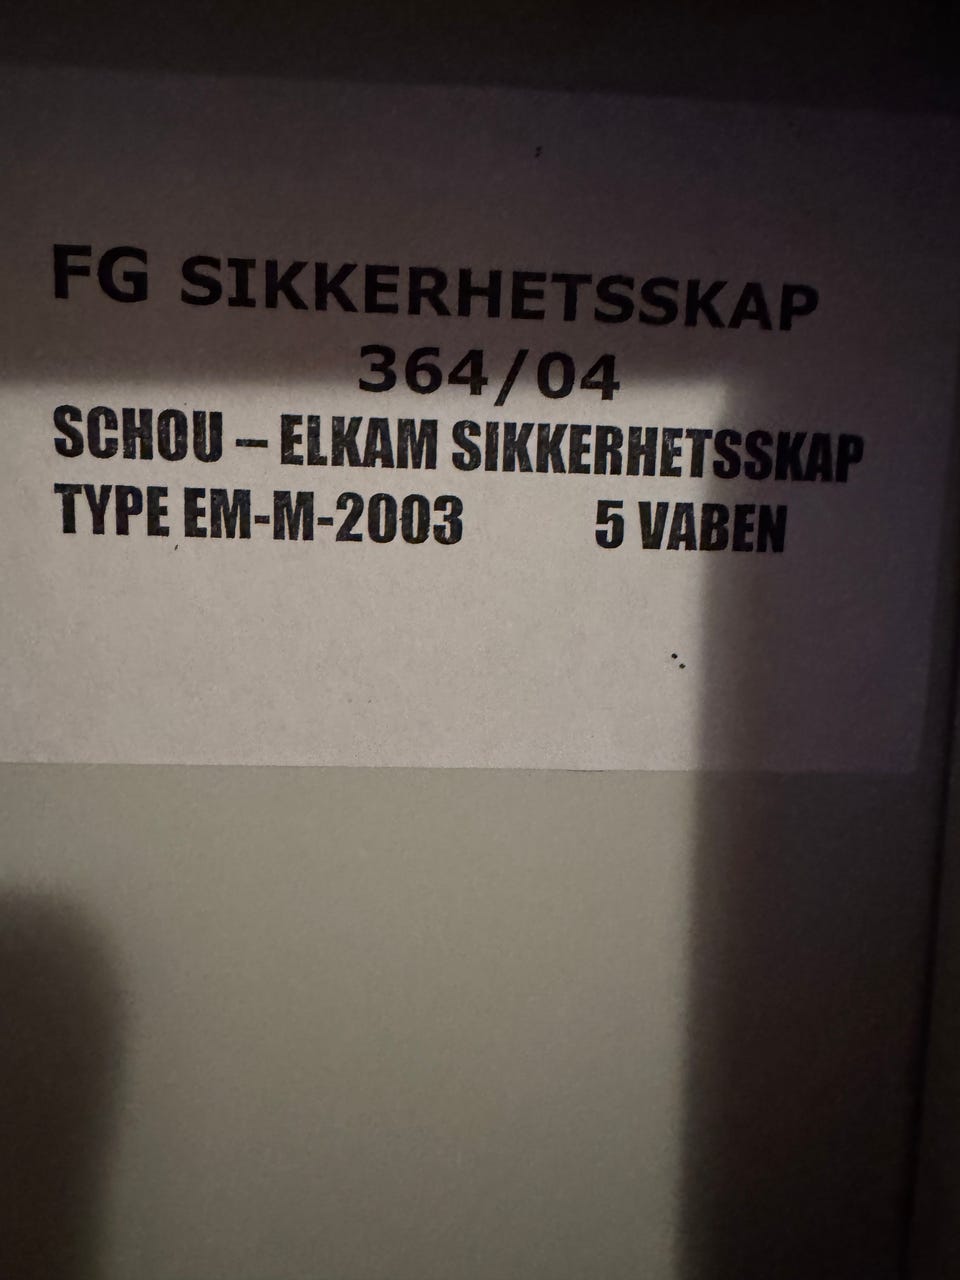 FG SIKKERHETSSKAP
364/04
SCHOU – ELKAM SIKKERHETSSKAP
TYPE EM-M-2003 5 VABEN